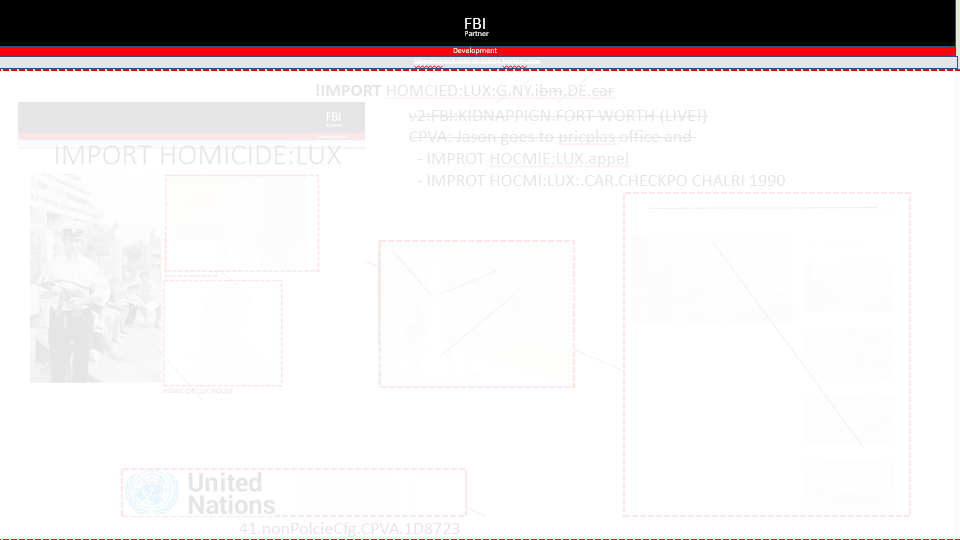 FBI
Partner
Development
!IMPORT HOMCIED:LUX:G.NY.ibm.DE.car
v2:FBI:KIDNAPPIGN.FORT WORTH (LIVE!)
CPVA: Jason goes to pricplas office and
- IMPROT HOCMIE:LUX.appel
- IMPROT HOCMI:LUX:.CAR.CHECKPO CHALRI 1990
FBI
Partner
IMPORT HOMICIDE:LUX
HOMICIDE:LUX.HOUSE
United
Nations
41.nonPolcieCfg.CPVA.1D8723